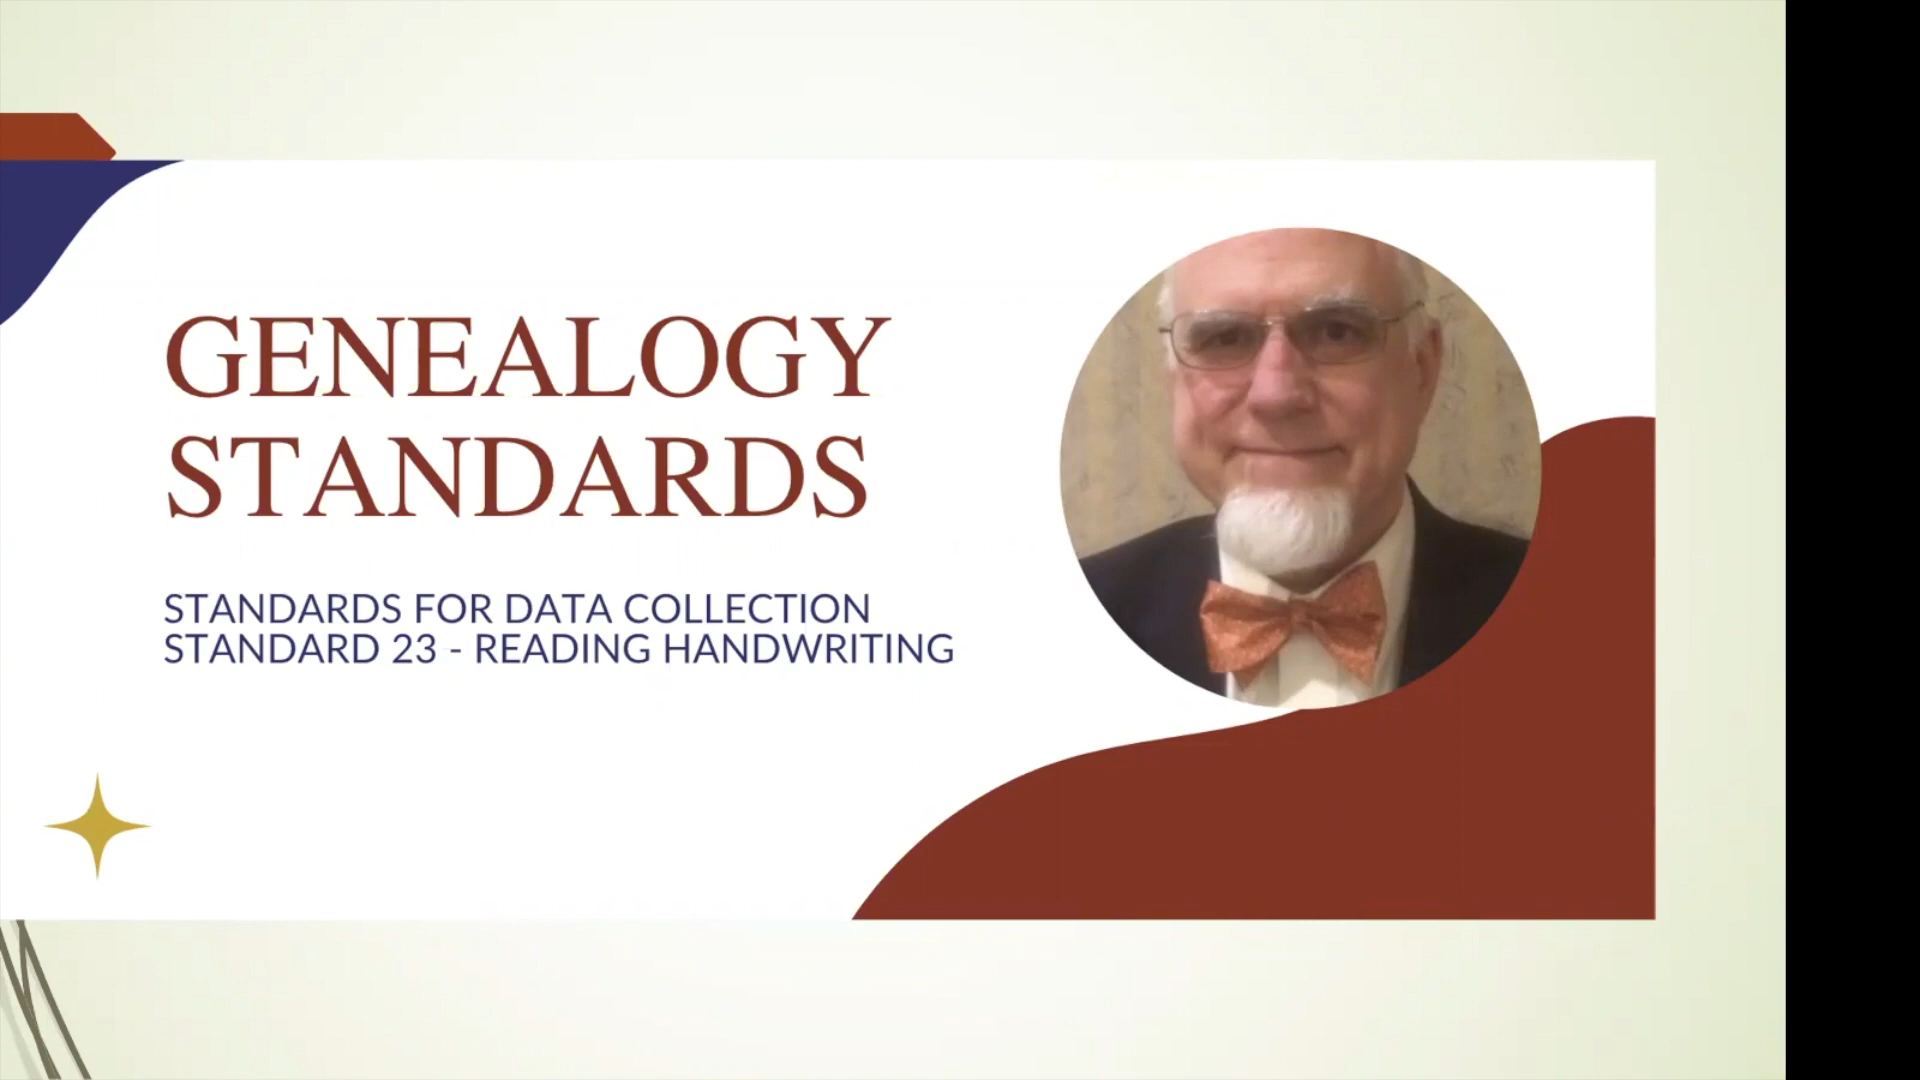 GENEALOGY
STANDARDS
STANDARDS FOR DATA COLLECTION
STANDARD 23 - READING HANDWRITING